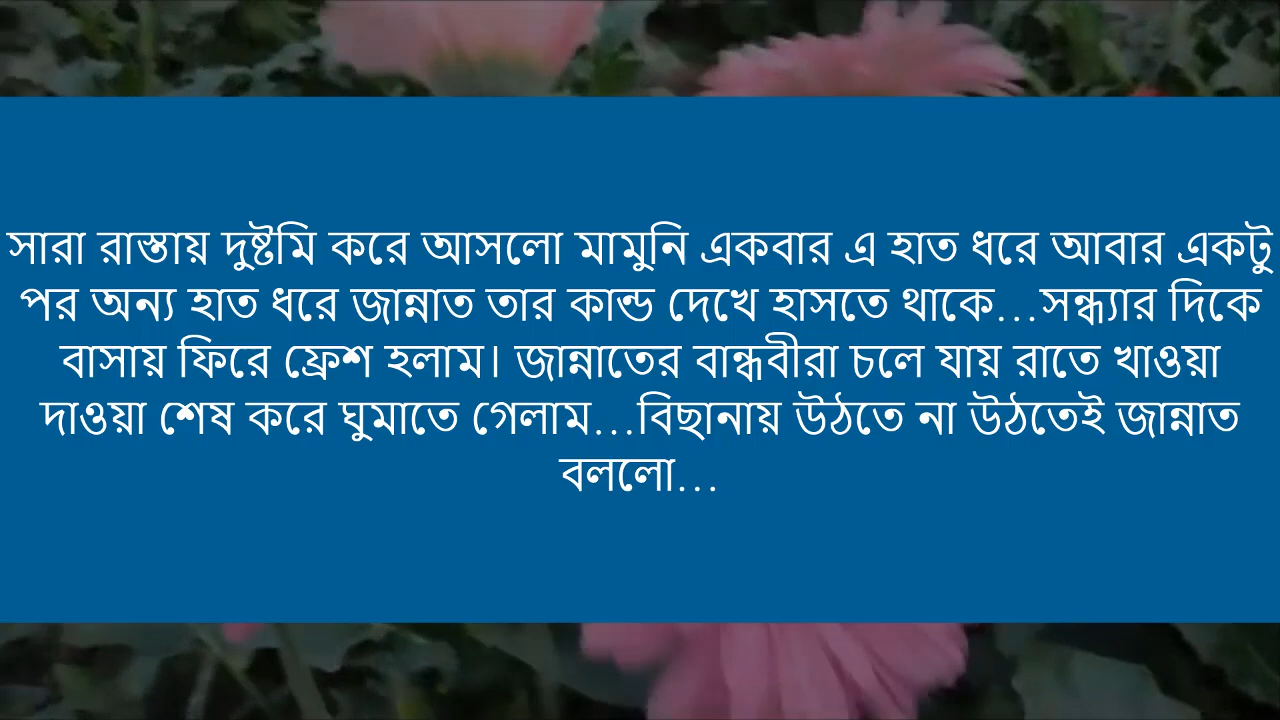 সারা রাস্তায় দুষ্টমি করে আসলো মামুনি একবার এ হাত ধরে আবার একটু
পর অন্য হাত ধরে জান্নাত তার কান্ড দেখে হাসতে থাকে...সন্ধ্যার দিকে
বাসায় ফিরে ফ্রেশ হলাম। জান্নাতের বান্ধবীরা চলে যায় রাতে খাওয়া
দাওয়া শেষ করে ঘুমাতে গেলাম...বিছানায় উঠতে না উঠতেই জান্নাত
বললো...